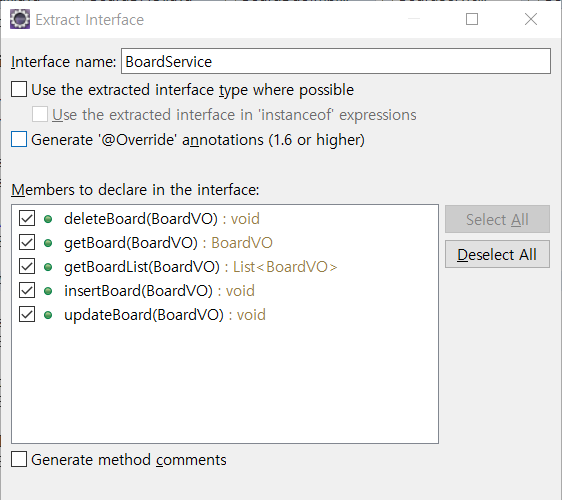 Extract Interface
Interface name: BoardService
Use the extracted interface type where possible
Use the extracted interface in 'instanceof' expressions
Generate '@Override' annotations (1.6 or higher)
Members to declare in the interface:
deleteBoard(BoardVO) : void
Select All
getBoard(BoardVO) : BoardVO
Deselect All
getBoardList(BoardVO) : List<BoardVO>
insertBoard(BoardVO) : void
updateBoard(BoardVO) : void
Generate method comments